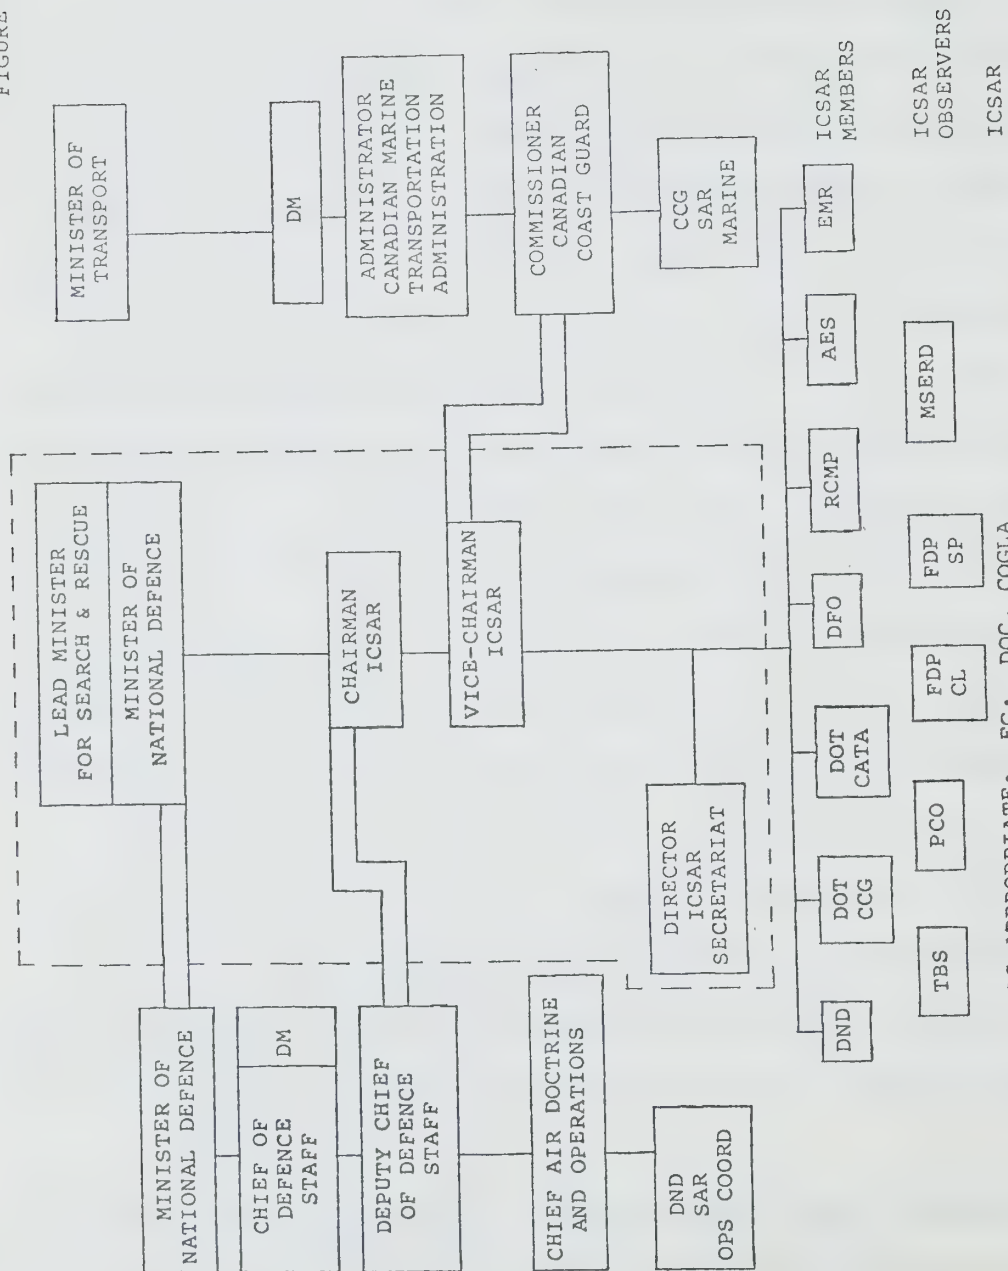 FIGURE
MINISTER OF
NATIONAL DEFENCE
CHIEF OF
DEFENCE
STAFF
DM
DEPUTY CHIEF
OF DEFENCE
STAFF
CHIEF AIR DOCTRINE
AND OPERATIONS
DND
SAR
OPS COORD
LEAD MINISTER
FOR SEARCH & RESCUE
MINISTER OF
NATIONAL DEFENCE
CHAIRMAN
ICSAR
VICE-CHAIRMAN
ICSAR
DIRECTOR
ICSAR
SECRETARIAT
MINISTER OF
TRANSPORT
DM
ADMINISTRATOR
CANADIAN MARINE
TRANSPORTATION
ADMINISTRATION
COMMISSIONER
CANADIAN
COAST GUARD
CCG
SAR
MARINE
DND
DOT
CCG
DOT
CATA
DFO
RCMP
AES
EMR
ICSAR
MEMBERS
TBS
PCO
FDP
CL
FDP
SP
MSERD
ICSAR
OBSERVERS
APPROPRIATE: EG. DOC, COGLA
ICSAR